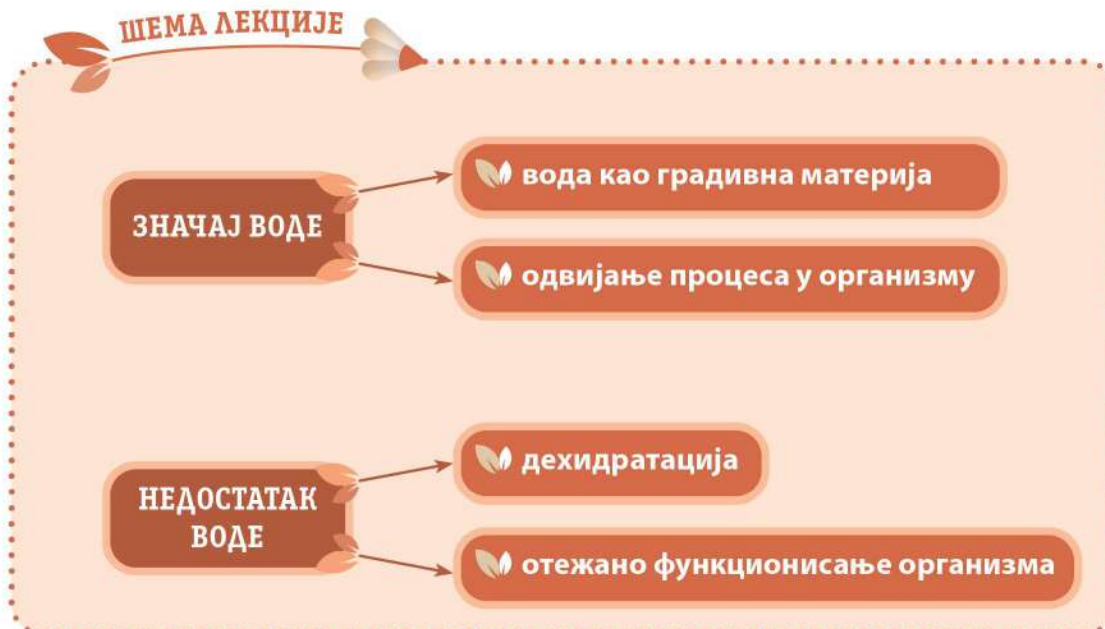 ШЕМА ЛЕКЦИЈЕ
ЗНАЧАЈ ВОДЕ
вода као градивна материја
одвијање процеса у организму
НЕДОСТАТАК
ВОДЕ
дехидратација
отежано функционисање организма